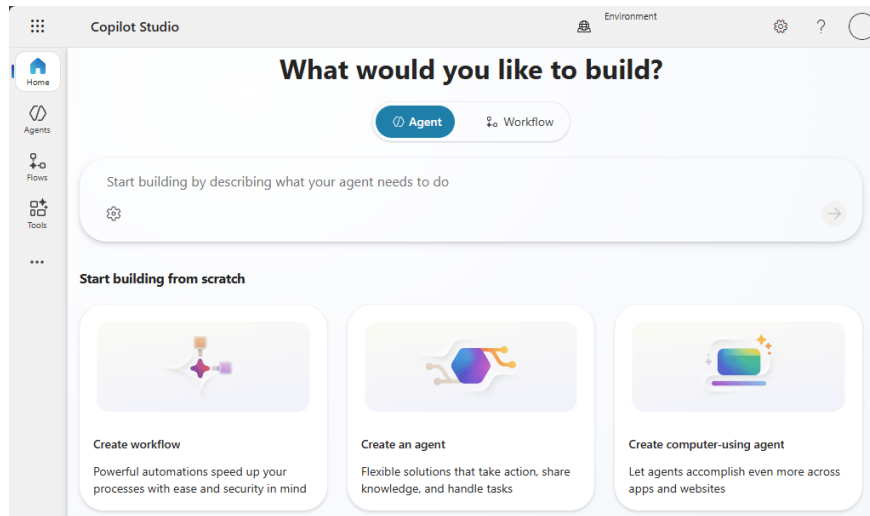 Copilot Studio
Environment
?
Home
Agents
Flows
Tools
What would you like to build?
Agent
Workflow
Start building by describing what your agent needs to do
Start building from scratch
Create workflow
Powerful automations speed up your
processes with ease and security in mind
Create an agent
Flexible solutions that take action, share
knowledge, and handle tasks
Create computer-using agent
Let agents accomplish even more across
apps and websites